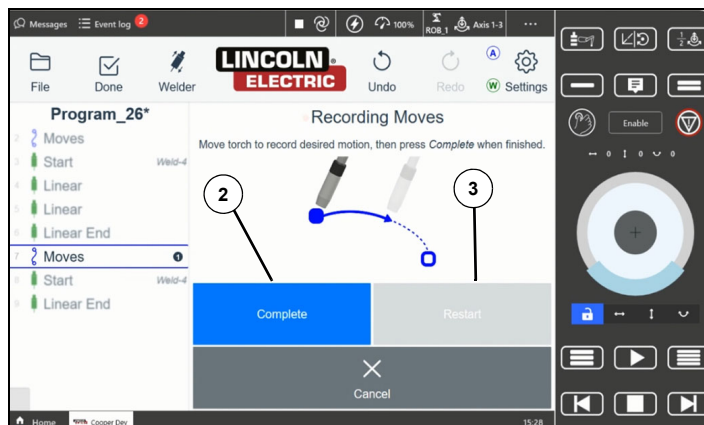 Messages Event log 2 100% ROB_1 Axis 1-3 ...
File Done Welder LINCOLN ELECTRIC Undo Redo A W Settings
Program_26*
2 Moves
3 Start Weld-4
4 Linear
5 Linear
6 Linear End
7 Moves 1
8 Start Weld-4
9 Linear End
Recording Moves
Move torch to record desired motion, then press Complete when finished.
2 3
Complete Restart
Cancel
Enable
0 0 0
Home Cooper Dev 15:28